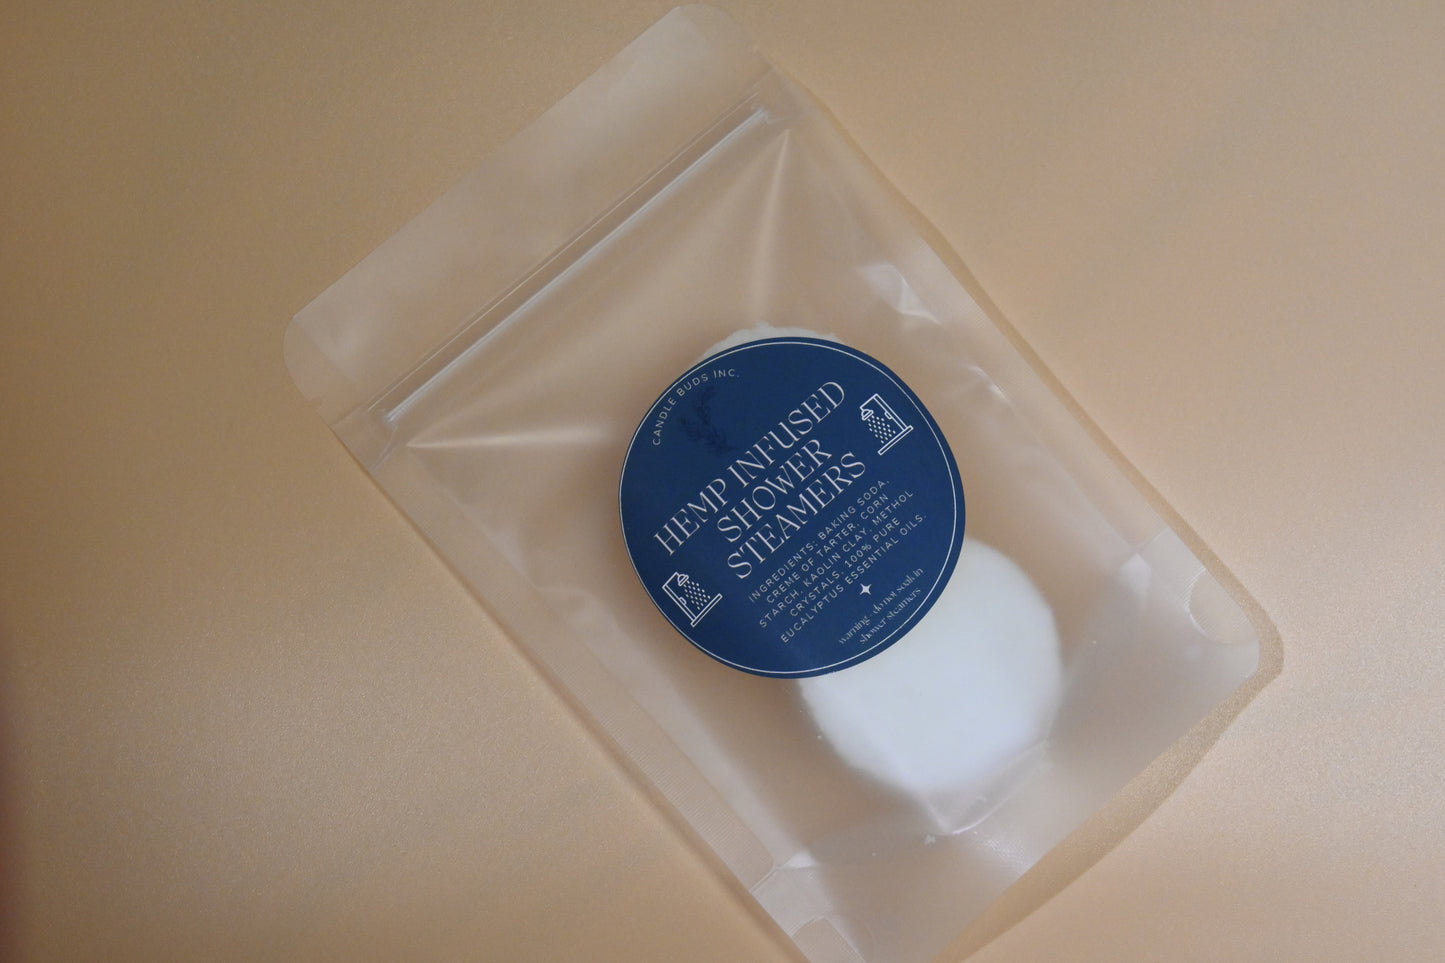 CANDLE BUDS INC.
HEMP INFUSED
SHOWER
STEAMERS
INGREDIENTS: BAKING SODA,
CREME OF TARTER, CORN
STARCH, KAOLIN CLAY, METHOL
CRYSTALS, 100% PURE
EUCALYPTUS ESSENTIAL OILS.
warning: do not soak in
shower steamers